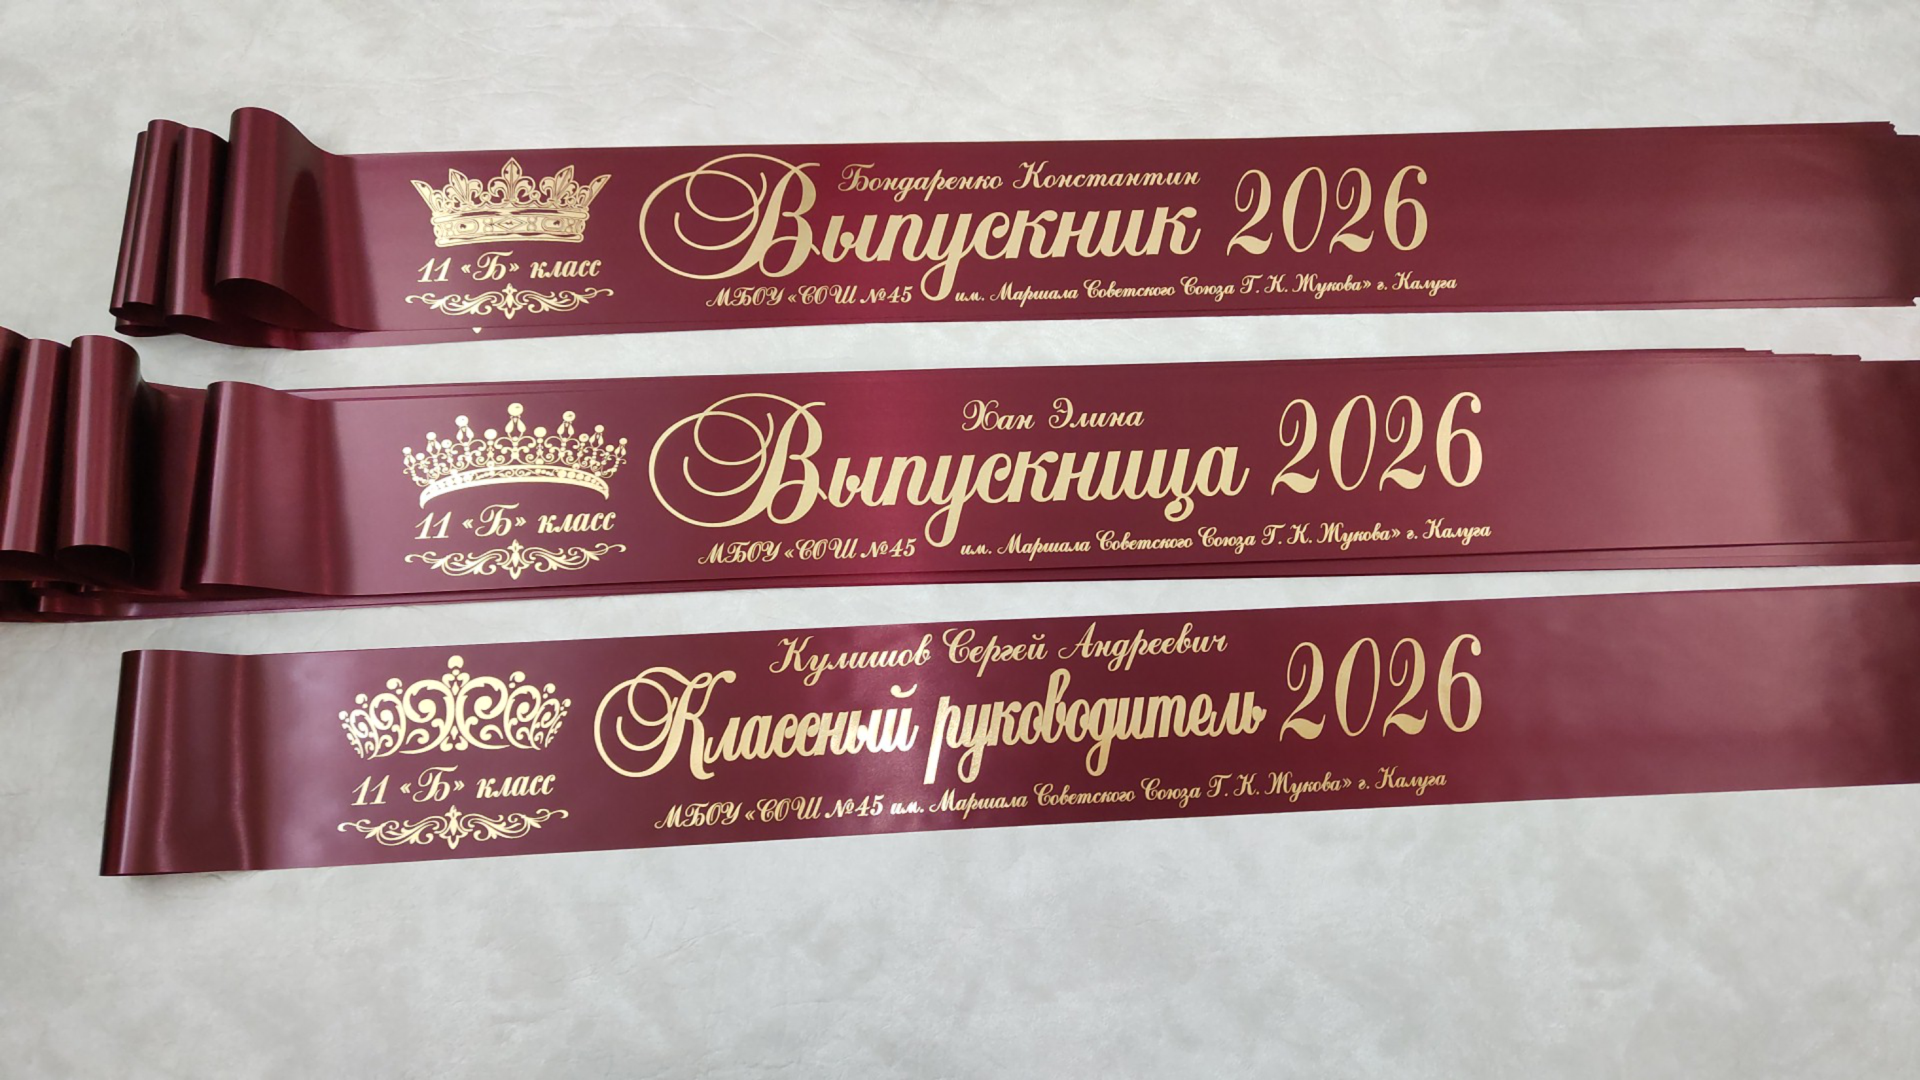 Бондаренко Константин
Выпускник 2026
11 «Б» класс
МБОУ «СОШ №45 им. Маршала Советского Союза Г. К. Жукова» г. Калуга
Хан Элина
Выпускница 2026
11 «Б» класс
МБОУ «СОШ №45 им. Маршала Советского Союза Г. К. Жукова» г. Калуга
Кулишов Сергей Андреевич
Классный руководитель 2026
11 «Б» класс
МБОУ «СОШ №45 им. Маршала Советского Союза Г. К. Жукова» г. Калуга